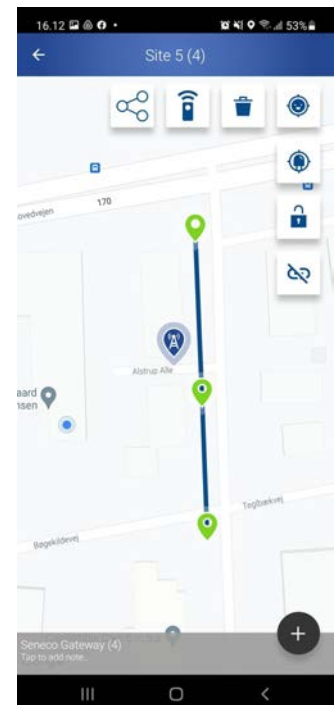 16.12
53%
Site 5 (4)
ovedvejen
170
Alstrup Alle
aard
nsen
Teglbækvej
Bøgekildevej
Seneco Gateway (4)
Tap to add note...